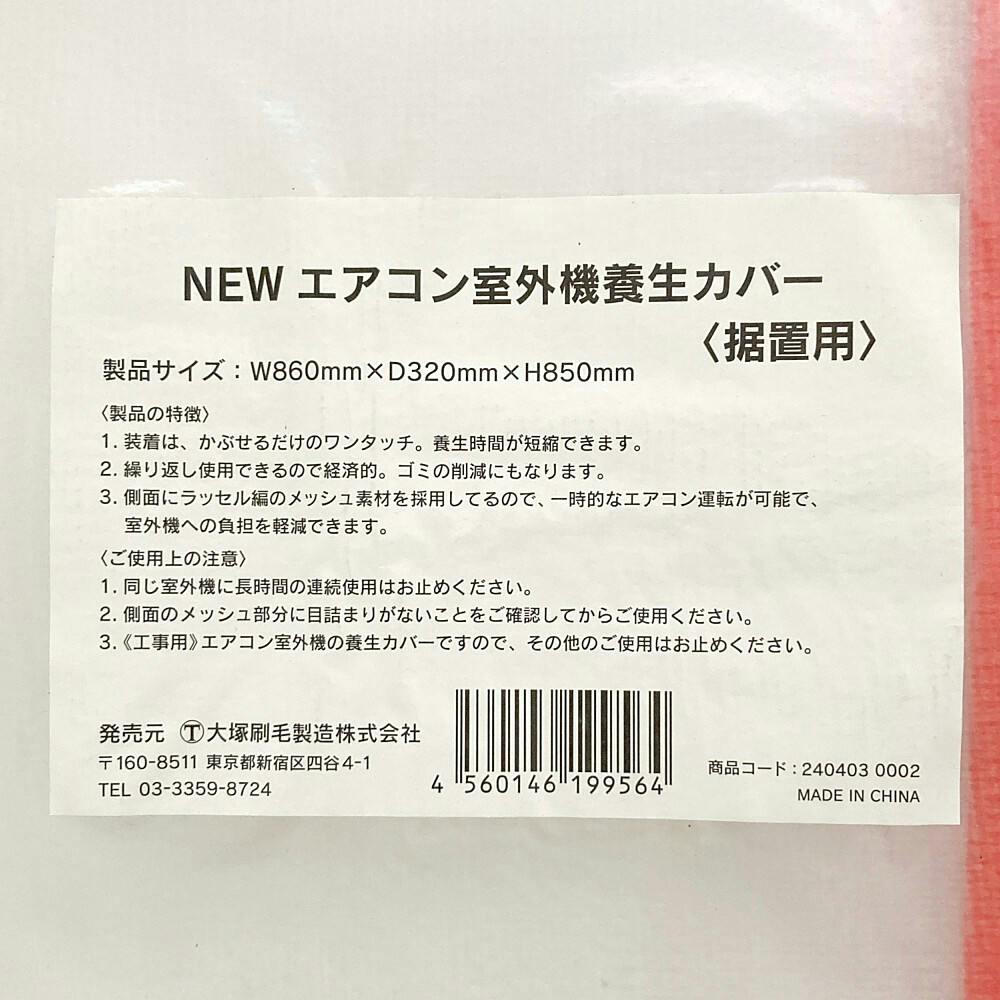 NEW エアコン室外機養生カバー
〈据置用〉
製品サイズ：W860mm×D320mm×H850mm
〈製品の特徴〉
1. 装着は、かぶせるだけのワンタッチ。養生時間が短縮できます。
2. 繰り返し使用できるので経済的。ゴミの削減にもなります。
3. 側面にラッセル編のメッシュ素材を採用してるので、一時的なエアコン運転が可能で、
室外機への負担を軽減できます。
〈ご使用上の注意〉
1. 同じ室外機に長時間の連続使用はお止めください。
2. 側面のメッシュ部分に目詰まりがないことをご確認してからご使用ください。
3.《工事用》エアコン室外機の養生カバーですので、その他のご使用はお止めください。
発売元 Ⓣ大塚刷毛製造株式会社
〒160-8511 東京都新宿区四谷4-1
TEL 03-3359-8724
4 560146 199564
商品コード：240403 0002
MADE IN CHINA